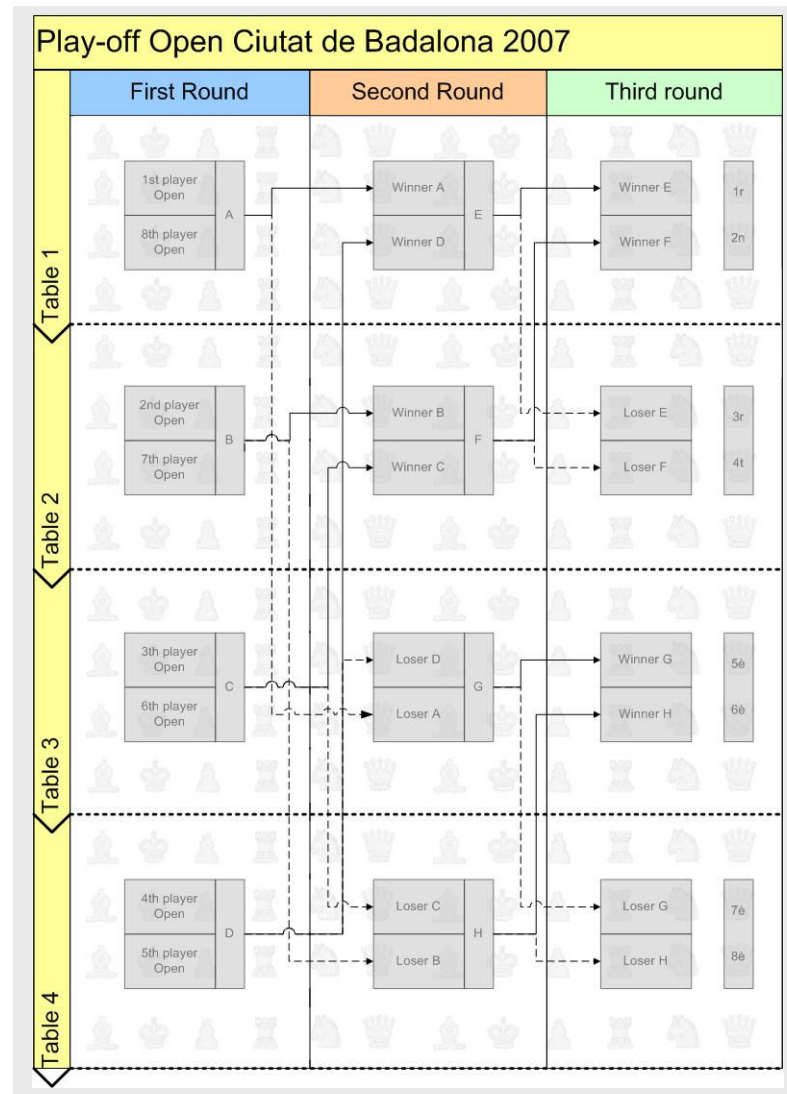 Play-off Open Ciutat de Badalona 2007
First Round
Second Round
Third round
Table 1
1st player
Open
8th player
Open
A
Winner A
Winner D
E
Winner E
Winner F
1r
2n
Table 2
2nd player
Open
7th player
Open
B
Winner B
Winner C
F
Loser E
Loser F
3r
4t
Table 3
3th player
Open
6th player
Open
C
Loser D
Loser A
G
Winner G
Winner H
5è
6è
Table 4
4th player
Open
5th player
Open
D
Loser C
Loser B
H
Loser G
Loser H
7è
8è